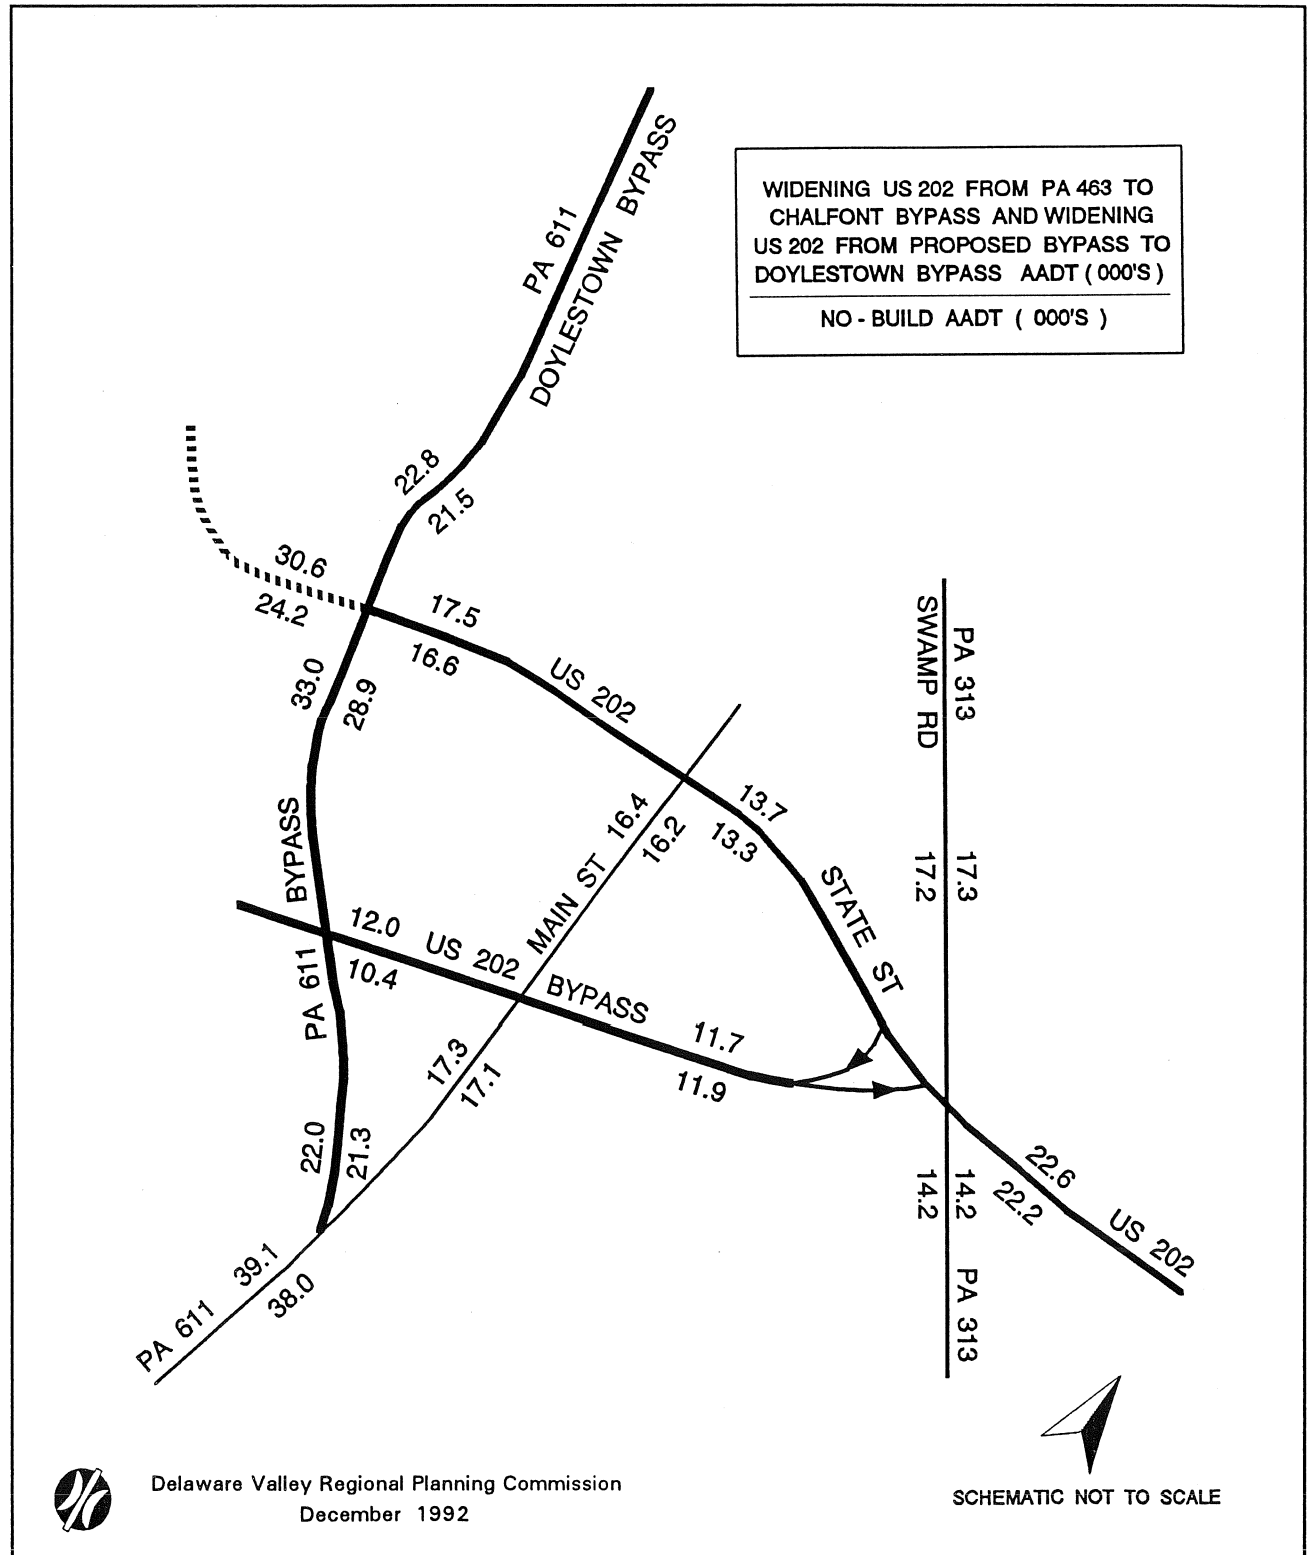 WIDENING US 202 FROM PA 463 TO
CHALFONT BYPASS AND WIDENING
US 202 FROM PROPOSED BYPASS TO
DOYLESTOWN BYPASS AADT ( 000'S )
NO - BUILD AADT ( 000'S )
PA 611
DOYLESTOWN BYPASS
22.8
21.5
30.6
24.2
17.5
16.6
US 202
33.0
28.9
SWAMP RD
PA 313
16.4
16.2
13.7
13.3
MAIN ST
STATE ST
17.2
17.3
BYPASS
PA 611
12.0
10.4
US 202
BYPASS
11.7
11.9
17.3
17.1
22.0
21.3
14.2
14.2
22.6
22.2
US 202
PA 313
39.1
38.0
PA 611
Delaware Valley Regional Planning Commission
December 1992
SCHEMATIC NOT TO SCALE